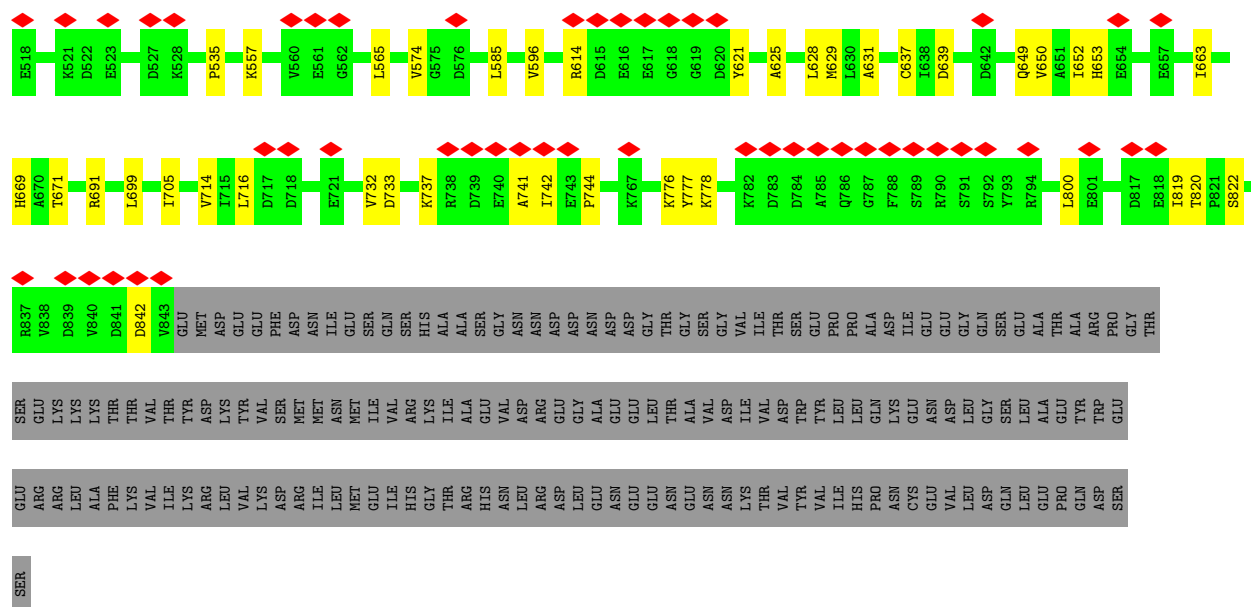 E518 K521 D522 E523 D527 K528 P535 K557 V560 E561 G562 L565 V574 G575 D576 L585 V596 R614 D615 E616 E617 G618 G619 D620 Y621 A625 L628 M629 L630 A631 C637 I638 D639 D642 Q649 V650 A651 I652 H653 E654 E657 I663
H669 A670 T671 R691 L699 I705 V714 I715 L716 D717 D718 E721 V732 D733 K737 R738 D739 E740 A741 I742 E743 P744 K767 K776 Y777 K778 K782 D783 D784 A785 Q786 G787 F788 S789 R790 S791 S792 Y793 R794 L800 E801 D817 E818 I819 T820 P821 S822
R837 V838 D839 V840 D841 D842 V843 GLU MET ASP GLU GLU PHE ASP ASN ILE GLU SER GLN SER HIS ALA ALA SER GLY ASN ASN ASP ASP ASN ASP ASP GLY THR GLY SER GLY VAL ILE THR SER GLU PRO PRO ALA ASP ILE GLU GLU GLY GLN SER GLU ALA THR ALA ARG PRO GLY THR
SER GLU LYS LYS LYS THR THR VAL THR TYR ASP LYS TYR VAL SER MET MET ASN MET ILE VAL ARG LYS ILE ALA GLU VAL ASP ARG GLU GLY ALA GLU GLU LEU THR ALA VAL ASP ILE VAL ASP TRP TYR LEU LEU GLN LYS GLU ASN ASP LEU GLY SER LEU ALA GLU TYR TRP GLU
GLU ARG ARG LEU ALA PHE LYS VAL ILE LYS ARG LEU VAL LYS ASP ARG ILE LEU MET GLU ILE HIS GLY THR ARG HIS ASN LEU ARG ASP LEU GLU ASN GLU GLU ASN GLU ASN ASN LYS THR VAL TYR VAL ILE HIS PRO ASN CYS GLU VAL LEU ASP GLN LEU GLU PRO GLN ASP SER
SER